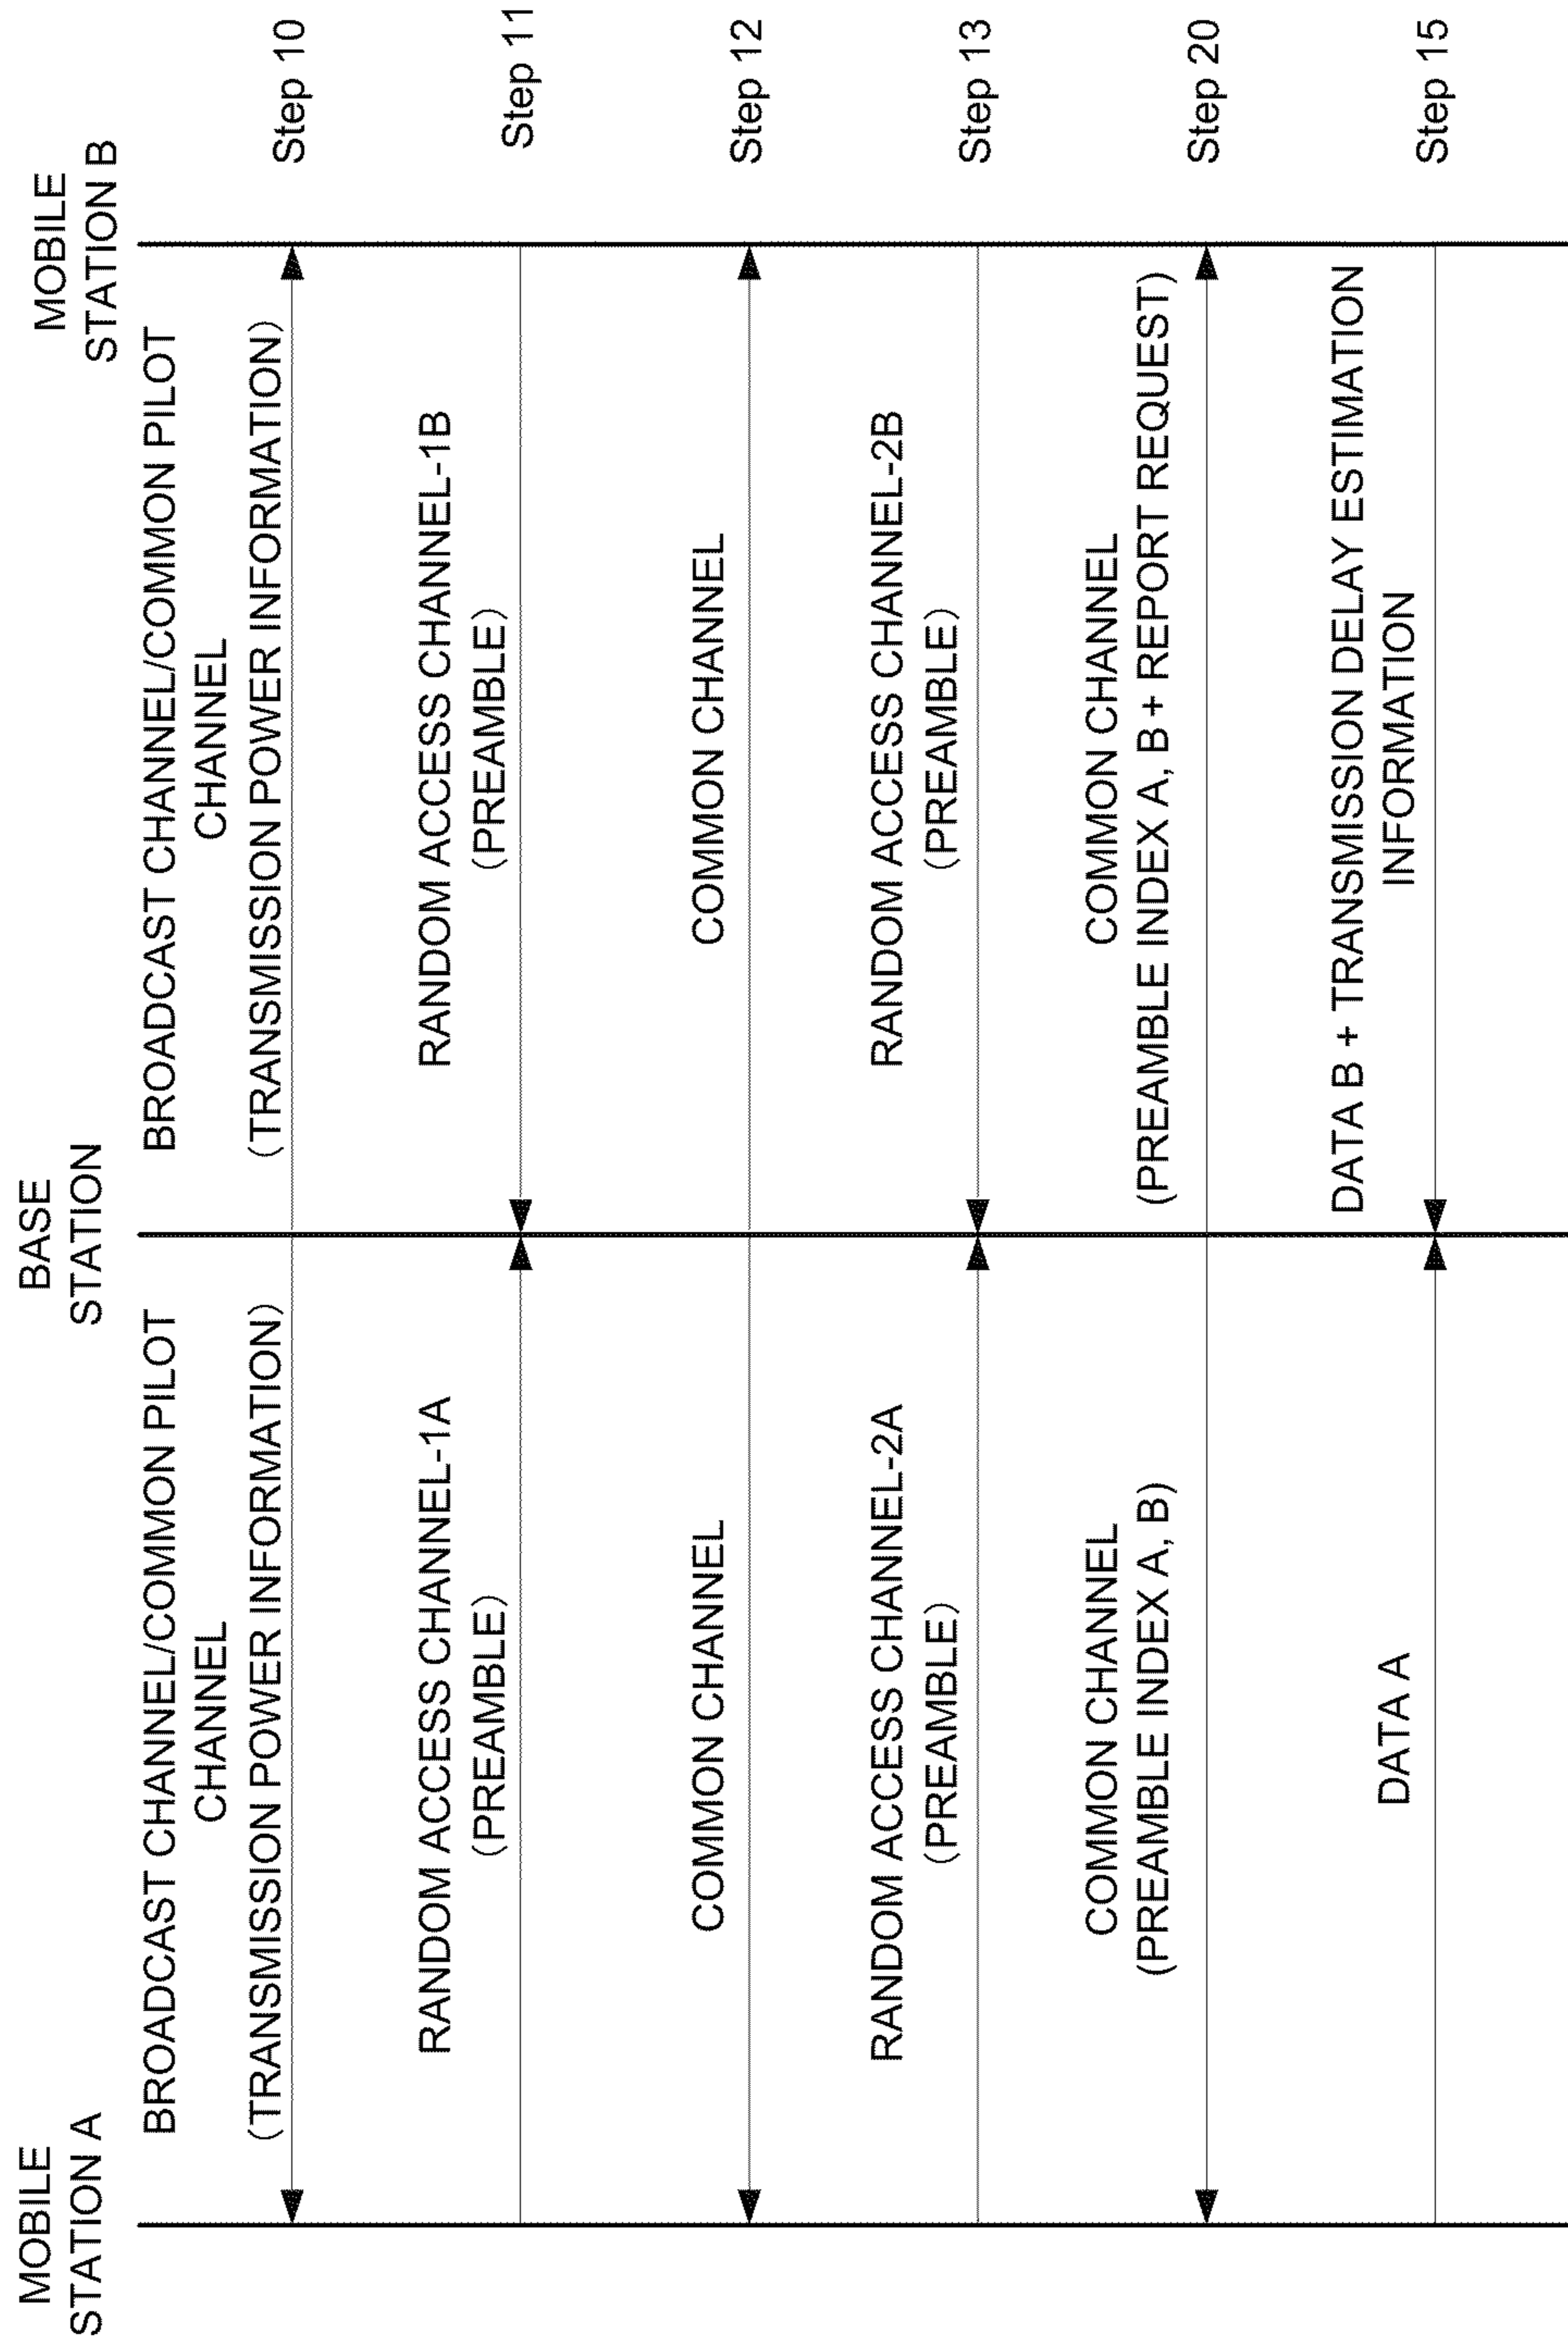 MOBILE
STATION A
BASE
STATION
MOBILE
STATION B
BROADCAST CHANNEL/COMMON PILOT
CHANNEL
(TRANSMISSION POWER INFORMATION)
BROADCAST CHANNEL/COMMON PILOT
CHANNEL
(TRANSMISSION POWER INFORMATION)
Step 10
RANDOM ACCESS CHANNEL-1A
(PREAMBLE)
RANDOM ACCESS CHANNEL-1B
(PREAMBLE)
Step 11
COMMON CHANNEL
COMMON CHANNEL
Step 12
RANDOM ACCESS CHANNEL-2A
(PREAMBLE)
RANDOM ACCESS CHANNEL-2B
(PREAMBLE)
Step 13
COMMON CHANNEL
(PREAMBLE INDEX A, B)
COMMON CHANNEL
(PREAMBLE INDEX A, B + REPORT REQUEST)
Step 20
DATA A
DATA B + TRANSMISSION DELAY ESTIMATION
INFORMATION
Step 15